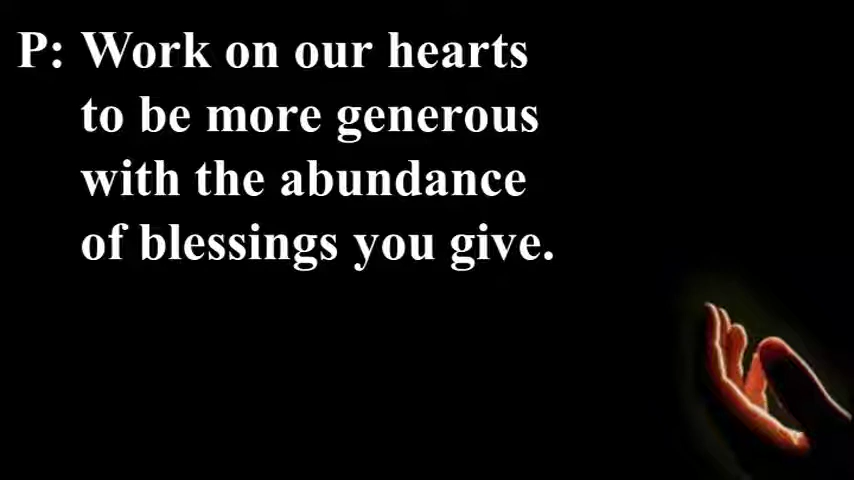 P: Work on our hearts
to be more generous
with the abundance
of blessings you give.